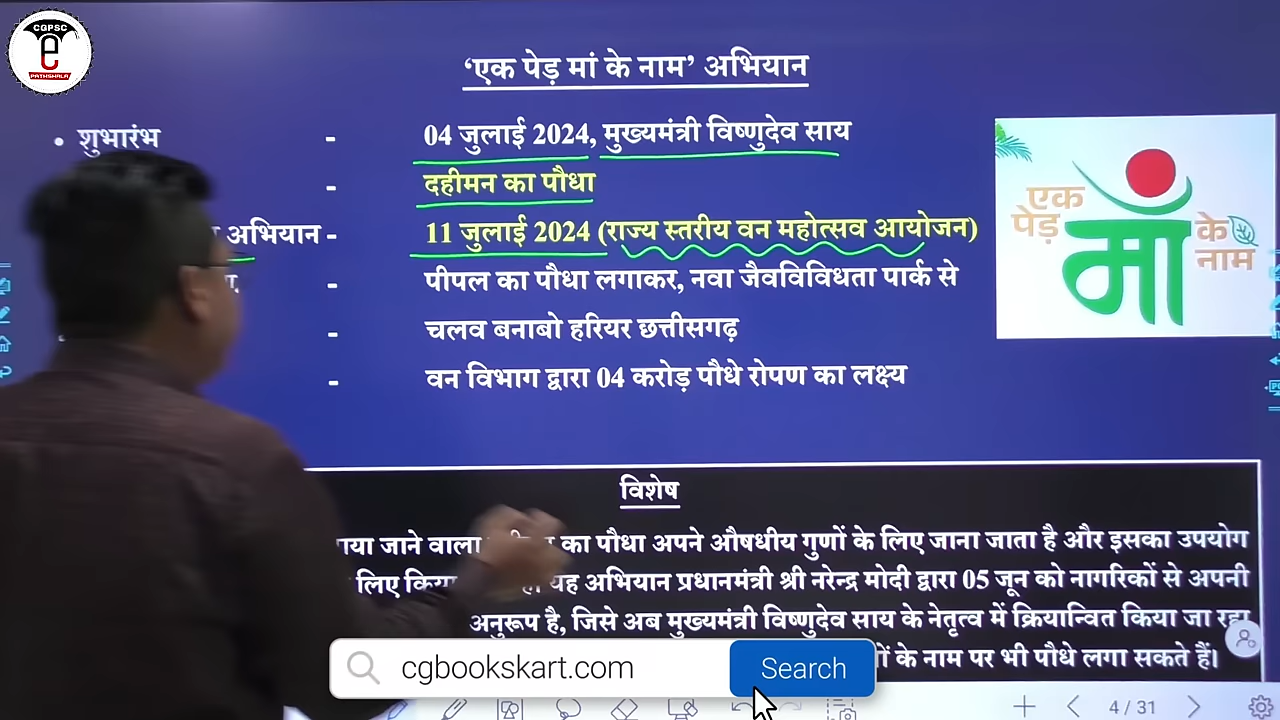 CGPSC
e
PATHSHALA
‘एक पेड़ मां के नाम’ अभियान
• शुभारंभ - 04 जुलाई 2024, मुख्यमंत्री विष्णुदेव साय
- दहीमन का पौधा
अभियान - 11 जुलाई 2024 (राज्य स्तरीय वन महोत्सव आयोजन)
- पीपल का पौधा लगाकर, नवा जैवविविधता पार्क से
- चलव बनाबो हरियर छत्तीसगढ़
- वन विभाग द्वारा 04 करोड़ पौधे रोपण का लक्ष्य
एक
पेड़
माँ
के
नाम
विशेष
जाने वाला का पौधा अपने औषधीय गुणों के लिए जाना जाता है और इसका उपयोग
लिए यह अभियान प्रधानमंत्री श्री नरेन्द्र मोदी द्वारा 05 जून को नागरिकों से अपनी
अनुरूप है, जिसे अब मुख्यमंत्री विष्णुदेव साय के नेतृत्व में क्रियान्वित किया जा रहा
के नाम पर भी पौधे लगा सकते हैं।
cgbookskart.com Search
4 / 31